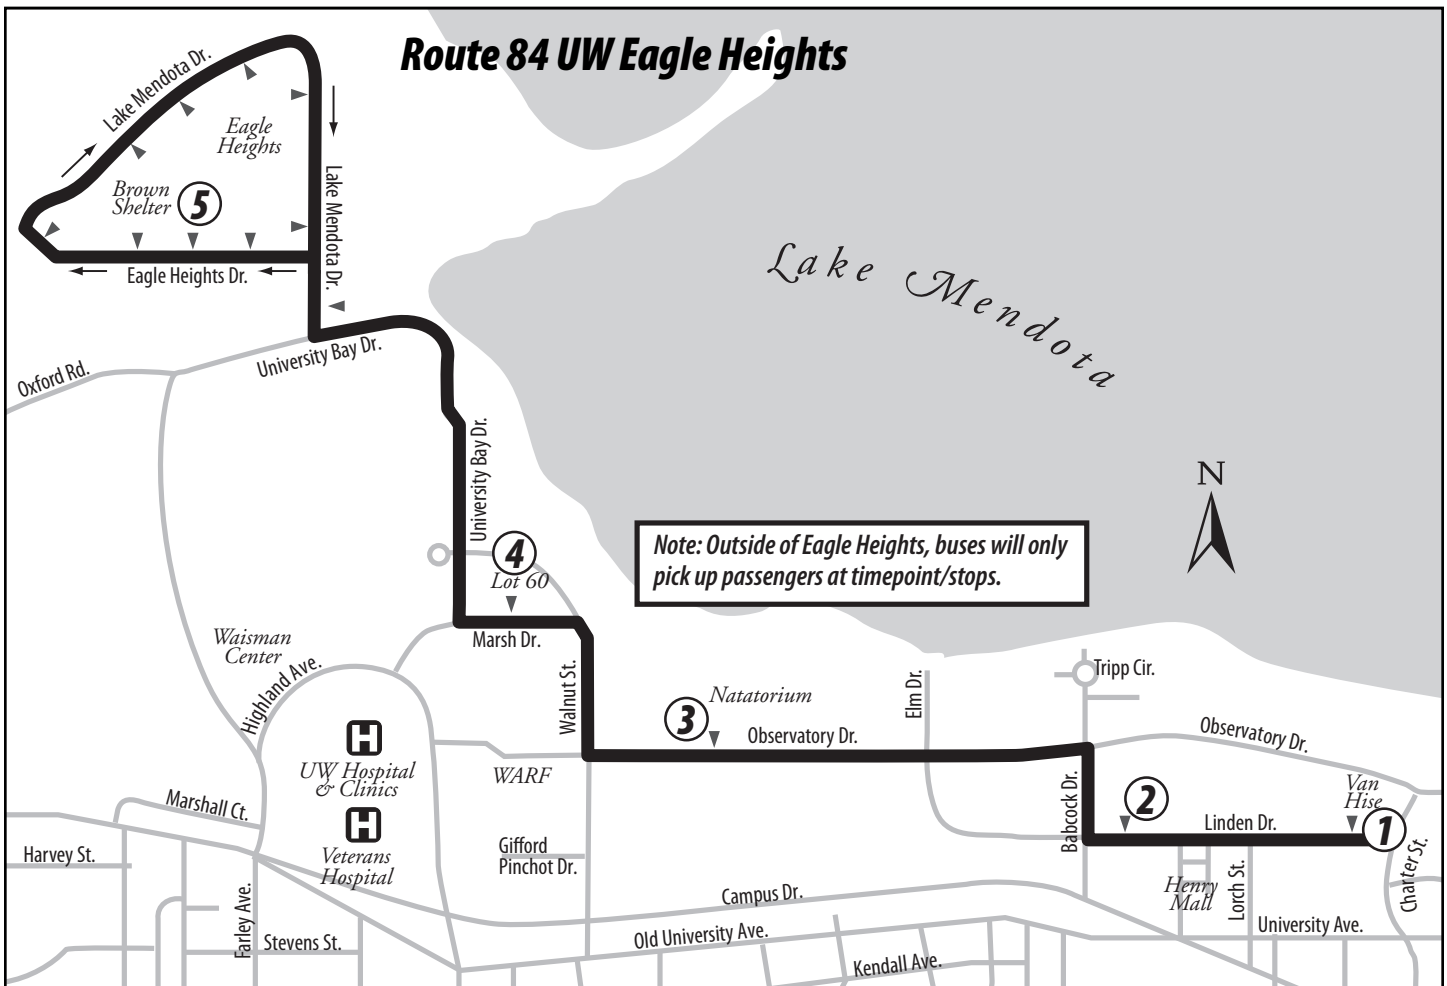 Route 84 UW Eagle Heights
Lake Mendota Dr.
Eagle
Heights
Brown
Shelter
5
Lake Mendota Dr.
Eagle Heights Dr.
University Bay Dr.
Oxford Rd.
Lake Mendota
University Bay Dr.
N
Note: Outside of Eagle Heights, buses will only
pick up passengers at timepoint/stops.
4
Lot 60
Marsh Dr.
Waisman
Center
Highland Ave.
Walnut St.
3
Natatorium
Observatory Dr.
Elm Dr.
Tripp Cir.
Observatory Dr.
UW Hospital
& Clinics
H
H
Veterans
Hospital
WARF
Gifford
Pinchot Dr.
Babcock Dr.
2
Linden Dr.
Van
Hise
1
Charter St.
Henry
Mall
Lorch St.
University Ave.
Marshall Ct.
Harvey St.
Farley Ave.
Stevens St.
Campus Dr.
Old University Ave.
Kendall Ave.